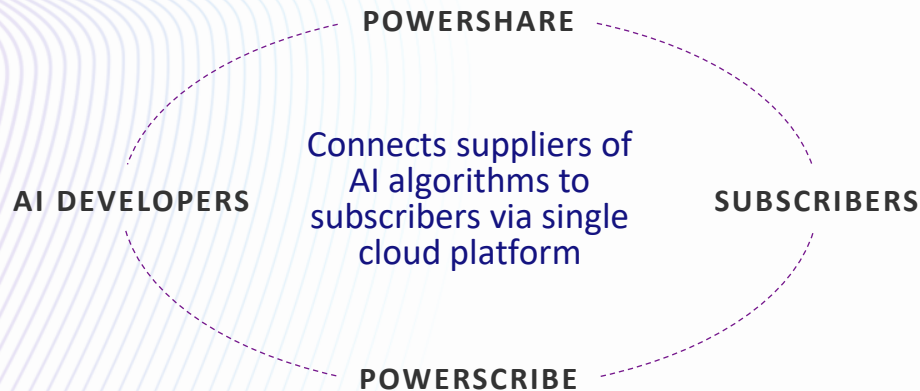 POWERSHARE
Connects suppliers of
AI algorithms to
subscribers via single
cloud platform
AI DEVELOPERS
SUBSCRIBERS
POWERSCRIBE